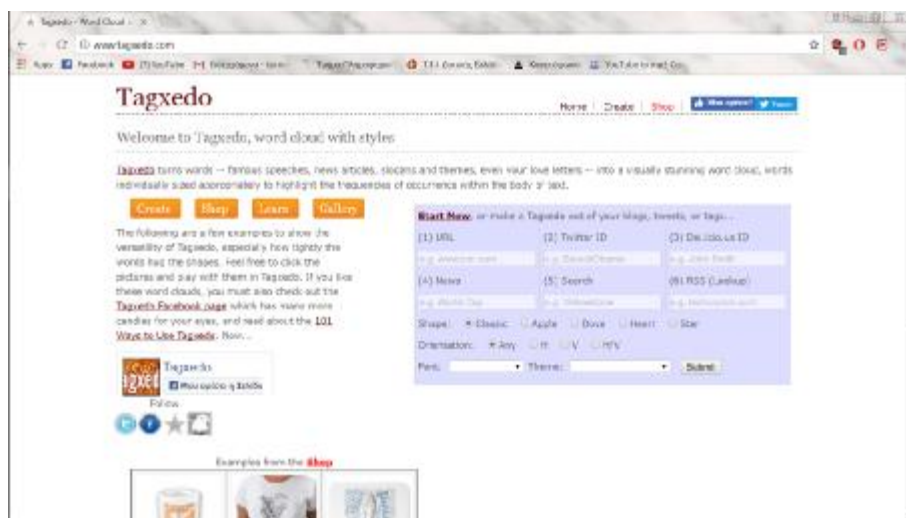 Tagxedo - Word Cloud
www.tagxedo.com
Facebook
YouTube to mp3
Tagxedo
Home Create Shop
Welcome to Tagxedo, word cloud with styles
Tagxedo turns words -- famous speeches, news articles, slogans and themes, even your love letters -- into a visually stunning word cloud, words
individually sized appropriately to highlight the frequencies of occurrence within the body of text.
Create Shop Learn Gallery
The following are a few examples to show the
versatility of Tagxedo, especially how tightly the
words hug the shapes. Feel free to click the
pictures and play with them in Tagxedo. If you like
these word clouds, you must also check out the
Tagxedo Facebook page which has many more
candies for your eyes, and read about the 101
Ways to Use Tagxedo. Now...
Tagxedo
Μου αρέσει η σελίδα
Follow
Start Now, or make a Tagxedo out of your blogs, tweets, or tags...
(1) URL (2) Twitter ID (3) Del.icio.us ID
(4) News (5) Search (6) RSS (Lookup)
Shape: Classic Apple Dove Heart Star
Orientation: Any H V H/V
Font: Theme: Submit
Examples from the Shop